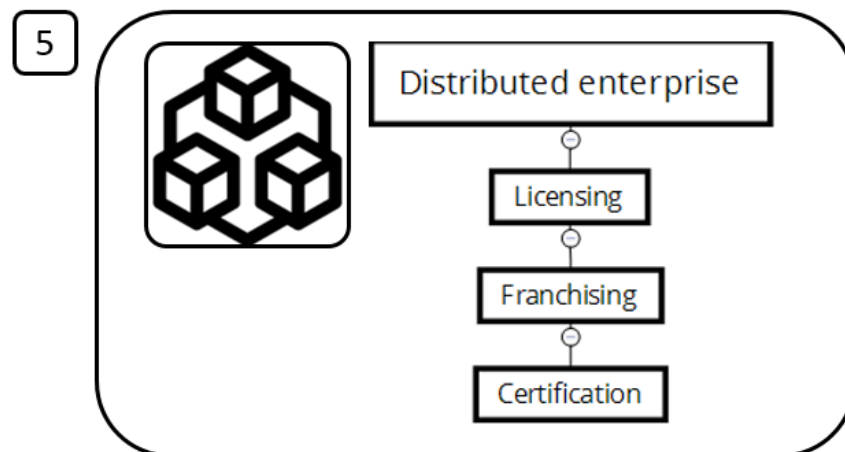 5
Distributed enterprise
Licensing
Franchising
Certification